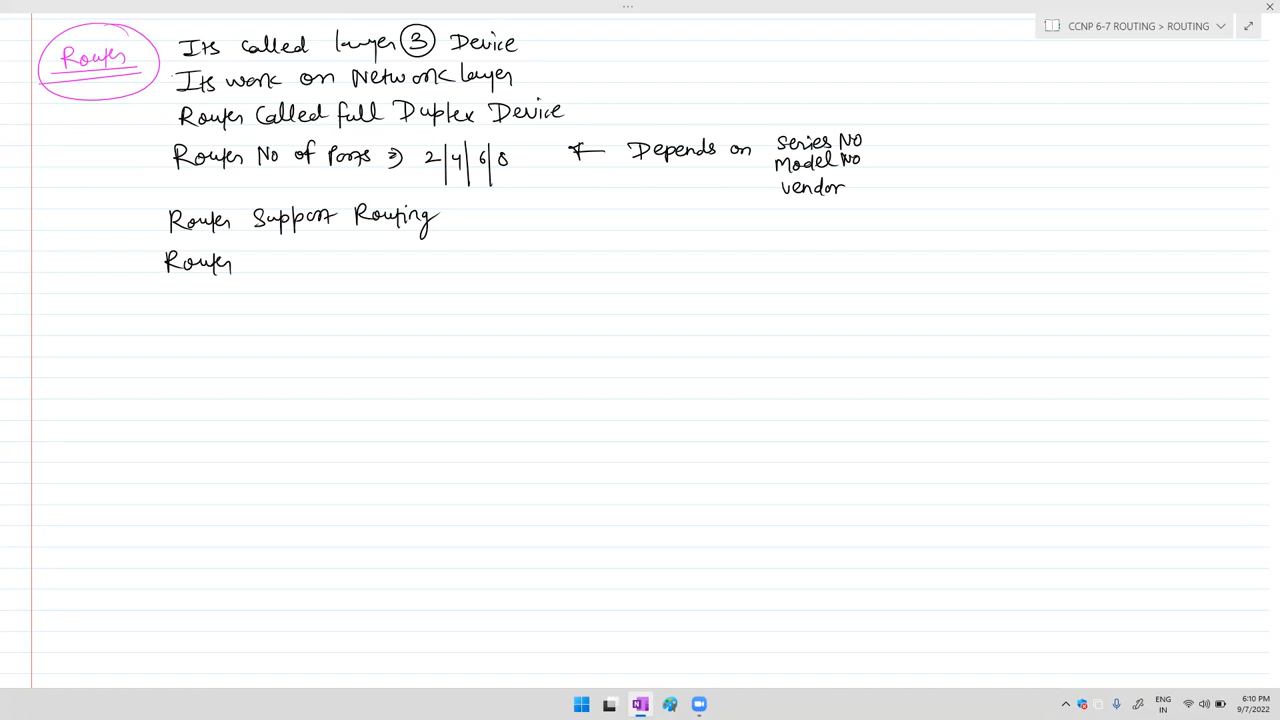 CCNP 6-7 ROUTING > ROUTING
Router
Its called layer 3 Device
Its work on Network layer
Router Called full Duplex Device
Router No of Ports ⇒ 2|4|6|8 ← Depends on Series No
Model No
vendor
Router Support Routing
Router
ENG
IN
6:10 PM
9/7/2022